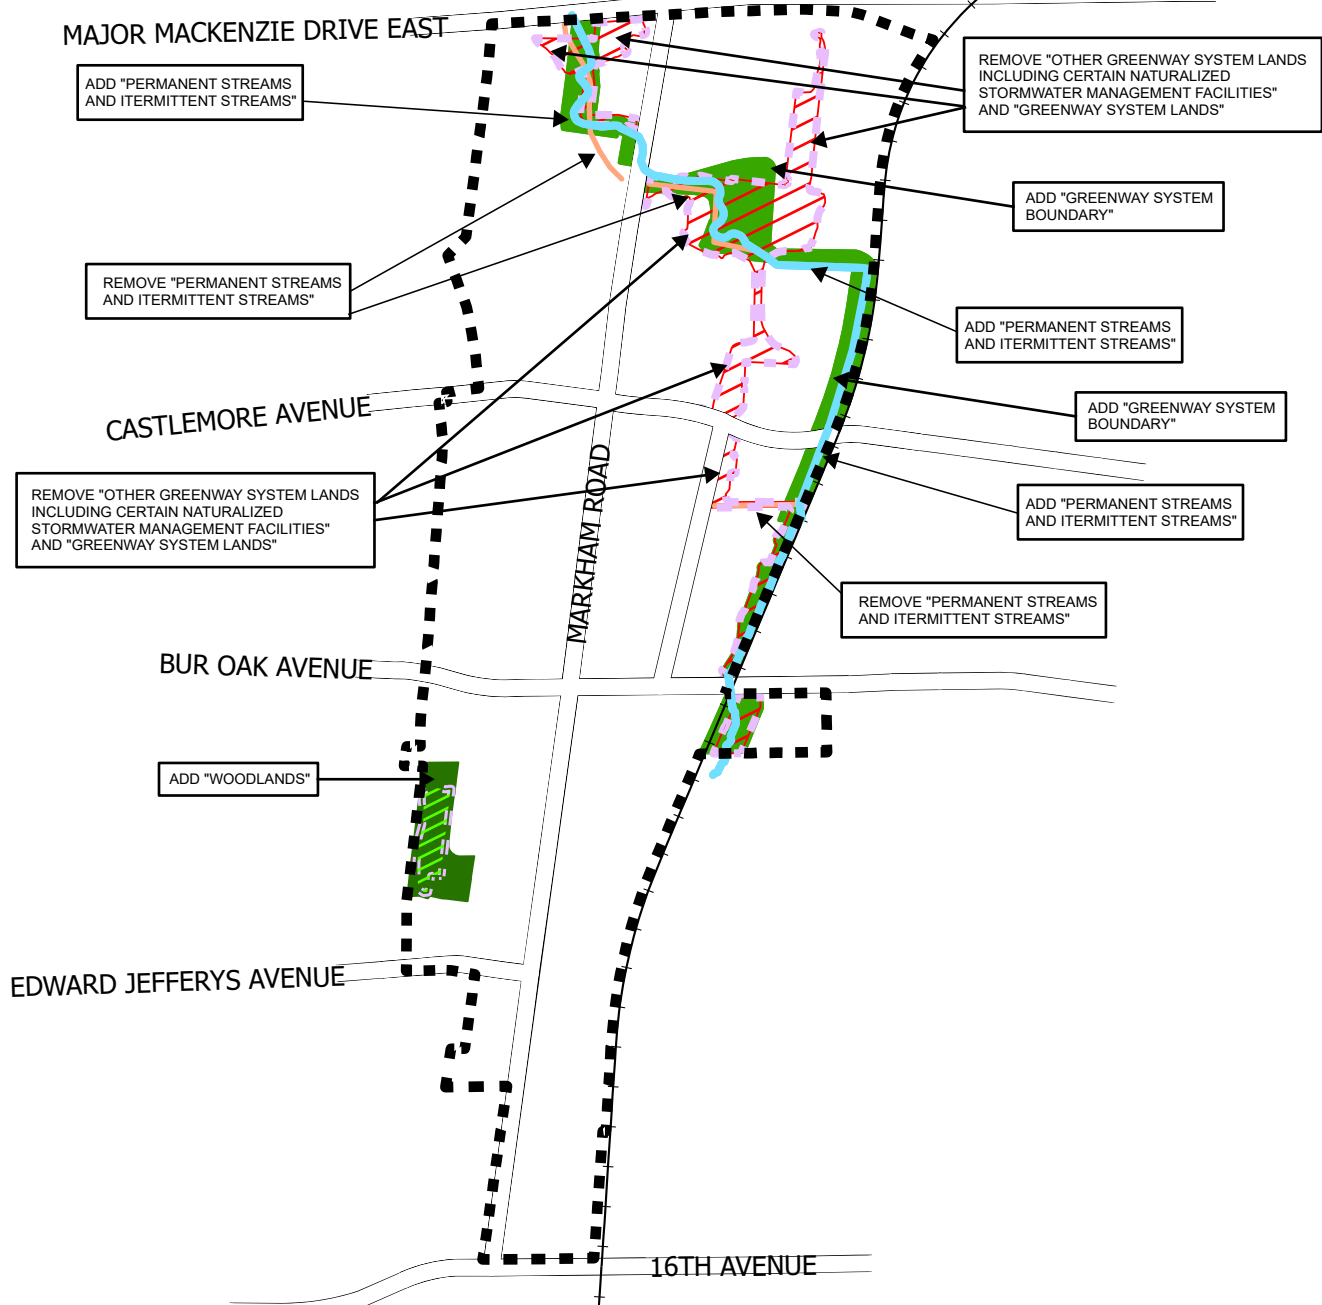 MAJOR MACKENZIE DRIVE EAST
REMOVE "OTHER GREENWAY SYSTEM LANDS
INCLUDING CERTAIN NATURALIZED
STORMWATER MANAGEMENT FACILITIES"
AND "GREENWAY SYSTEM LANDS"
ADD "PERMANENT STREAMS
AND ITERMITTENT STREAMS"
ADD "GREENWAY SYSTEM
BOUNDARY"
REMOVE "PERMANENT STREAMS
AND ITERMITTENT STREAMS"
ADD "PERMANENT STREAMS
AND ITERMITTENT STREAMS"
CASTLEMORE AVENUE
ADD "GREENWAY SYSTEM
BOUNDARY"
REMOVE "OTHER GREENWAY SYSTEM LANDS
INCLUDING CERTAIN NATURALIZED
STORMWATER MANAGEMENT FACILITIES"
AND "GREENWAY SYSTEM LANDS"
MARKHAM ROAD
ADD "PERMANENT STREAMS
AND ITERMITTENT STREAMS"
REMOVE "PERMANENT STREAMS
AND ITERMITTENT STREAMS"
BUR OAK AVENUE
ADD "WOODLANDS"
EDWARD JEFFERYS AVENUE
16TH AVENUE